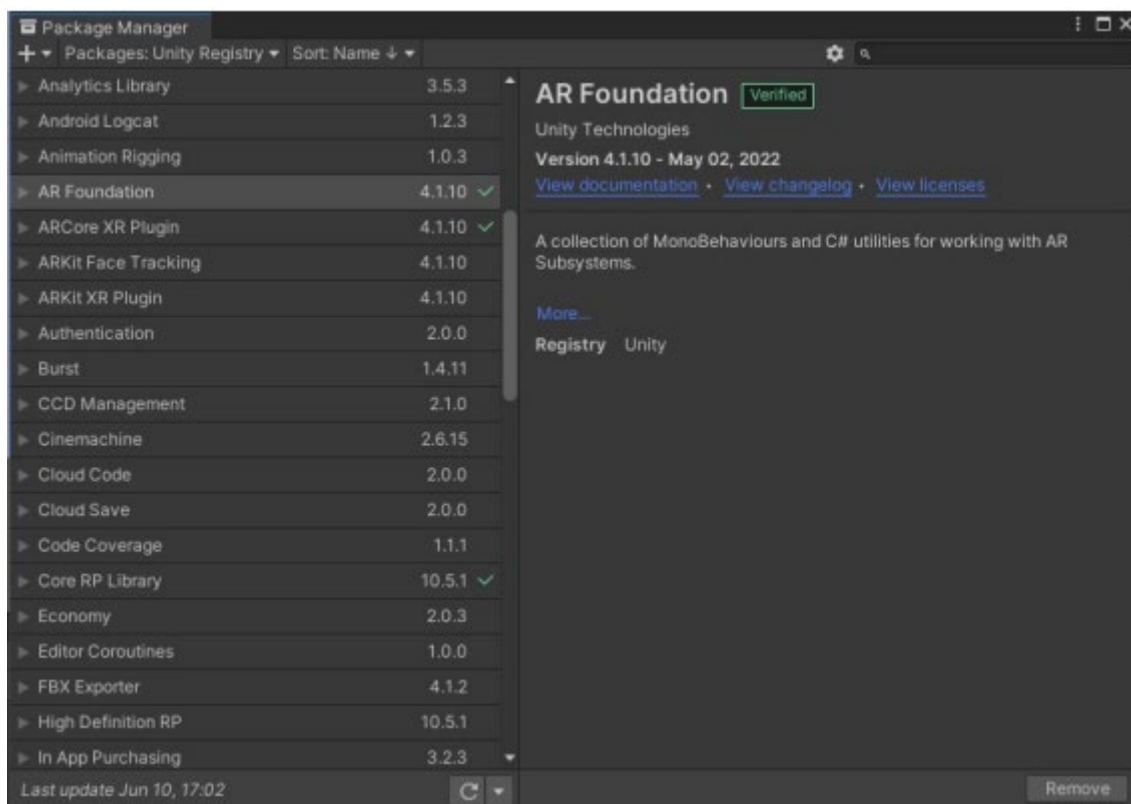 Package Manager
Packages: Unity Registry Sort: Name ↓
Analytics Library 3.5.3
Android Logcat 1.2.3
Animation Rigging 1.0.3
AR Foundation 4.1.10
ARCore XR Plugin 4.1.10
ARKit Face Tracking 4.1.10
ARKit XR Plugin 4.1.10
Authentication 2.0.0
Burst 1.4.11
CCD Management 2.1.0
Cinemachine 2.6.15
Cloud Code 2.0.0
Cloud Save 2.0.0
Code Coverage 1.1.1
Core RP Library 10.5.1
Economy 2.0.3
Editor Coroutines 1.0.0
FBX Exporter 4.1.2
High Definition RP 10.5.1
In App Purchasing 3.2.3
Last update Jun 10, 17:02
AR Foundation Verified
Unity Technologies
Version 4.1.10 - May 02, 2022
View documentation • View changelog • View licenses
A collection of MonoBehaviours and C# utilities for working with AR
Subsystems.
More...
Registry Unity
Remove